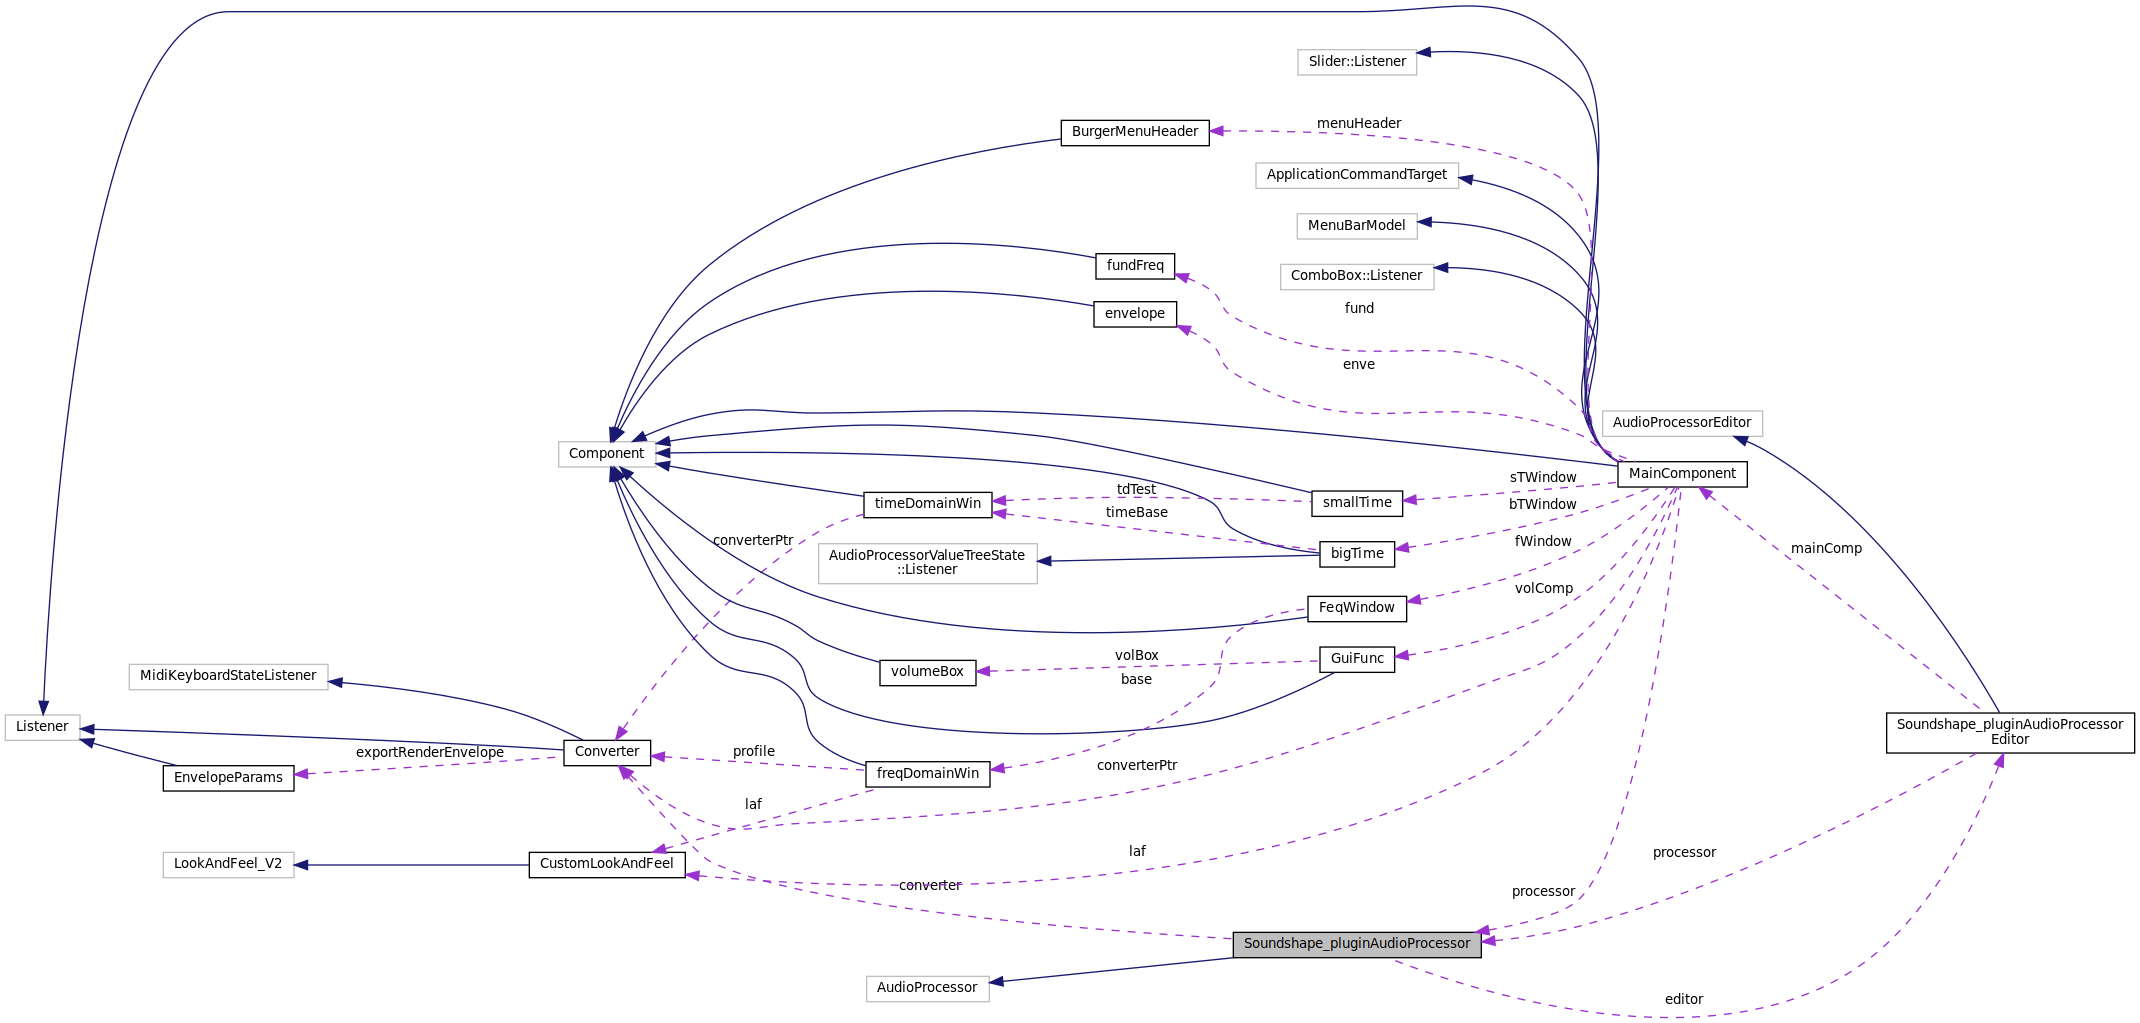 Slider::Listener
menuHeader
BurgerMenuHeader
ApplicationCommandTarget
MenuBarModel
fundFreq
ComboBox::Listener
fund
envelope
enve
AudioProcessorEditor
Component
MainComponent
sTWindow
tdTest
timeDomainWin
smallTime
bTWindow
timeBase
converterPtr
fWindow
mainComp
AudioProcessorValueTreeState
::Listener
bigTime
volComp
FeqWindow
volBox
GuiFunc
MidiKeyboardStateListener
volumeBox
base
Listener
Soundshape_pluginAudioProcessor
Editor
exportRenderEnvelope
Converter
profile
converterPtr
EnvelopeParams
freqDomainWin
laf
laf
processor
LookAndFeel_V2
CustomLookAndFeel
converter
processor
Soundshape_pluginAudioProcessor
AudioProcessor
editor